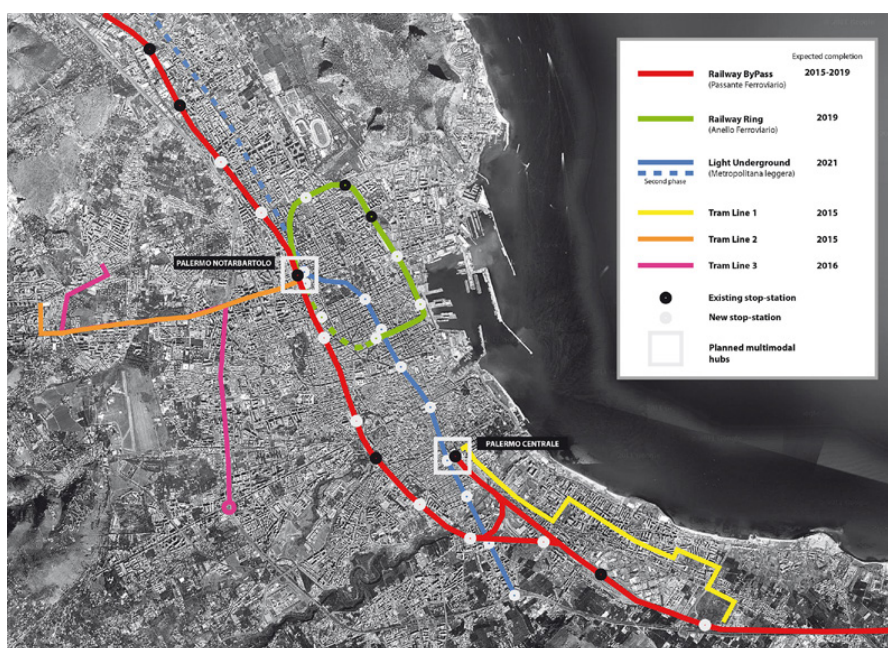 PALERMO NOTARBARTOLO
PALERMO CENTRALE
Expected completion
Railway ByPass 2015-2019
(Passante Ferroviario)
Railway Ring 2019
(Anello Ferroviario)
Light Underground 2021
(Metropolitana leggera)
Second phase
Tram Line 1 2015
Tram Line 2 2015
Tram Line 3 2016
Existing stop-station
New stop-station
Planned multimodal
hubs